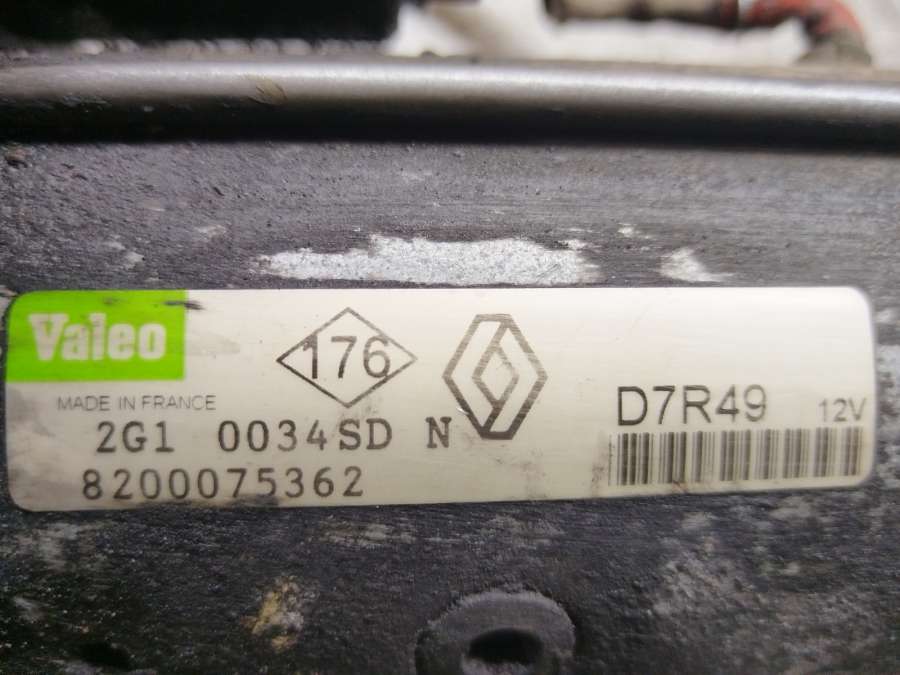 Valeo
176
MADE IN FRANCE
D7R49 12V
2G1 0034SD N
8200075362